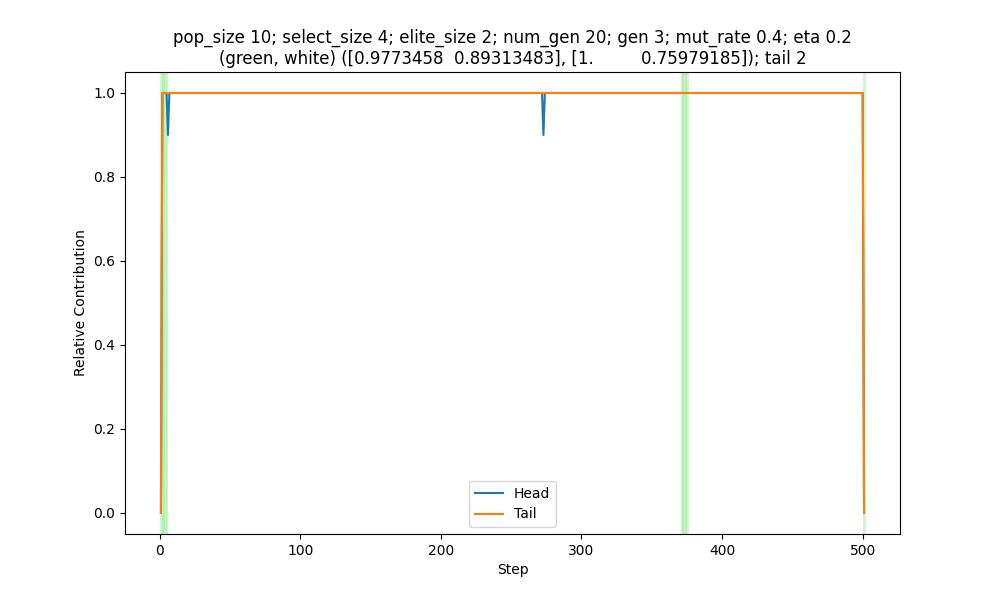 pop_size 10; select_size 4; elite_size 2; num_gen 20; gen 3; mut_rate 0.4; eta 0.2
(green, white) ([0.9773458  0.89313483], [1.         0.75979185]); tail 2
1.0
0.8
0.6
0.4
0.2
0.0
Relative Contribution
Head
Tail
0 100 200 300 400 500
Step